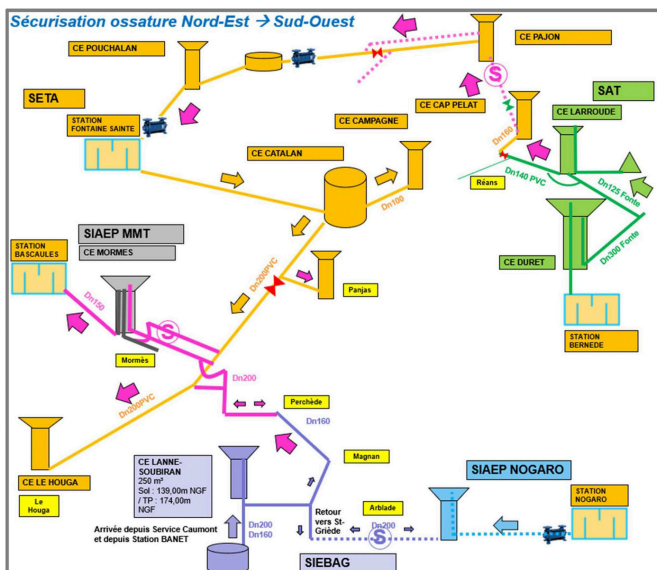 Sécurisation ossature Nord-Est → Sud-Ouest
CE POUCHALAN
CE PAJON
SETA
STATION
FONTAINE SAINTE
CE CAMPAGNE
CE CAP PELAT
SAT
CE LARROUDE
CE CATALAN
Dn160
Réans
Dn140 PVC
Dn125 Fonte
Dn100
Dn300 Fonte
CE DURET
STATION
BERNEDE
SIAEP MMT
CE MORMES
STATION
BASCAULES
Dn150
S
S
Dn200PVC
Panjas
Mormès
Dn200PVC
Dn200
Perchède
Dn160
Magnan
CE LE HOUGA
Le
Houga
CE LANNE-
SOUBIRAN
250 m³
Sol : 139,00m NGF
/ TP : 174,00m
NGF
SIAEP NOGARO
STATION
NOGARO
Arrivée depuis Service Caumont
et depuis Station BANET
Dn200
Dn160
Retour
vers St-
Griède
Arblade
Dn200
S
SIEBAG